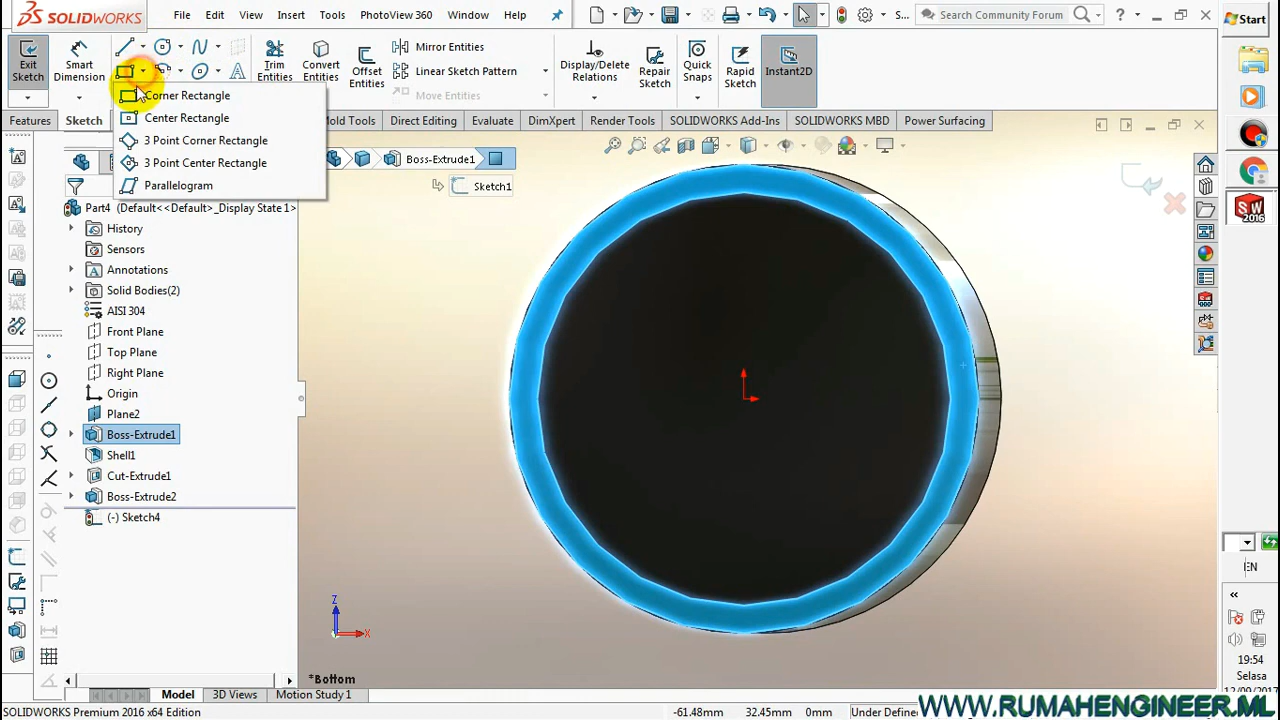 SOLIDWORKS File Edit View Insert Tools PhotoView 360 Window Help S... Search Community Forum ?
Start
Exit Sketch Smart Dimension Trim Entities Convert Entities Offset Entities Mirror Entities Linear Sketch Pattern Move Entities Display/Delete Relations Repair Sketch Quick Snaps Rapid Sketch Instant2D
Corner Rectangle
Center Rectangle
3 Point Corner Rectangle
3 Point Center Rectangle
Parallelogram
Features Sketch Mold Tools Direct Editing Evaluate DimXpert Render Tools SOLIDWORKS Add-Ins SOLIDWORKS MBD Power Surfacing
Boss-Extrude1
Sketch1
Part4 (Default<<Default>_Display State 1>
History
Sensors
Annotations
Solid Bodies(2)
AISI 304
Front Plane
Top Plane
Right Plane
Origin
Plane2
Boss-Extrude1
Shell1
Cut-Extrude1
Boss-Extrude2
(-) Sketch4
Z
X
*Bottom
SW
2016
EN
19:54
Selasa
12/09/2017
Model 3D Views Motion Study 1
SOLIDWORKS Premium 2016 x64 Edition -61.48mm 32.45mm 0mm Under Defined
WWW.RUMAHENGINEER.ML